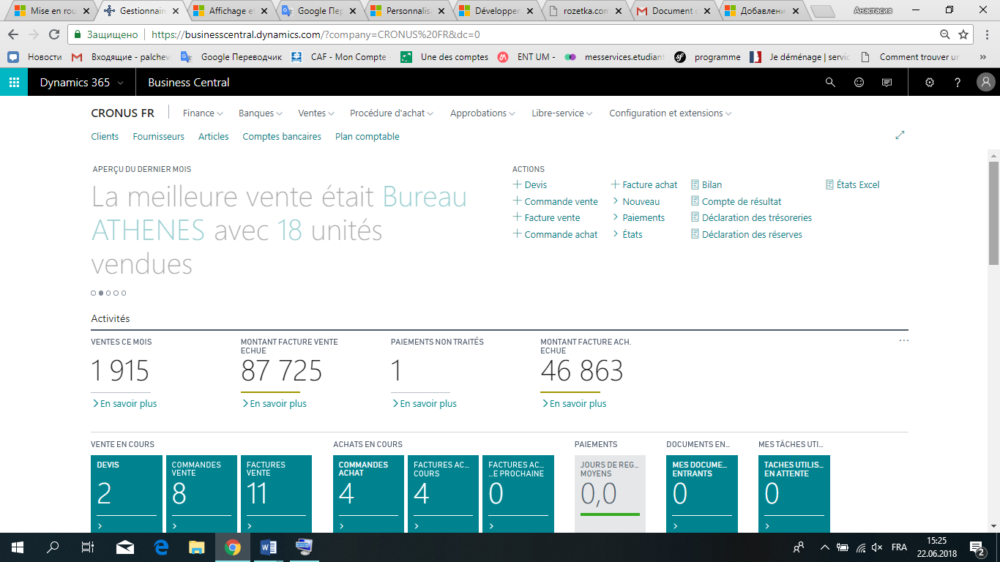 Mise en rou
Gestionnaire
Affichage et
Google Пер
Personnalis
Développer
rozetka.com
Document
Добавлени
Анастасия
Защищено
https://businesscentral.dynamics.com/?company=CRONUS%20FR&dc=0
Новости
Входящие - palchev
Google Переводчик
CAF - Mon Compte -
Une des comptes
ENT UM -
messervices.etudiant
programme
Je déménage | servic
Comment trouver un
»
Dynamics 365
Business Central
?
CRONUS FR
Finance
Banques
Ventes
Procédure d'achat
Approbations
Libre-service
Configuration et extensions
Clients
Fournisseurs
Articles
Comptes bancaires
Plan comptable
APERÇU DU DERNIER MOIS
La meilleure vente était Bureau
ATHENES avec 18 unités
vendues
ACTIONS
+ Devis
+ Commande vente
+ Facture vente
+ Commande achat
+ Facture achat
> Nouveau
> Paiements
> États
Bilan
Compte de résultat
Déclaration des trésoreries
Déclaration des réserves
États Excel
Activités
...
VENTES CE MOIS
1 915
>En savoir plus
MONTANT FACTURE VENTE
ECHUE
87 725
>En savoir plus
PAIEMENTS NON TRAITÉS
1
>En savoir plus
MONTANT FACTURE ACH.
ECHUE
46 863
>En savoir plus
VENTE EN COURS
DEVIS
2
>
COMMANDES
VENTE
8
>
FACTURES
VENTE
11
>
ACHATS EN COURS
COMMANDES
ACHAT
4
>
FACTURES AC...
COURS
4
>
FACTURES AC...
...E PROCHAINE
0
>
PAIEMENTS
JOURS DE REG...
MOYENS
0,0
DOCUMENTS EN...
MES DOCUME...
ENTRANTS
0
>
MES TÂCHES UTI...
TACHES UTILIS...
EN ATTENTE
0
>
FRA
15:25
22.06.2018
2